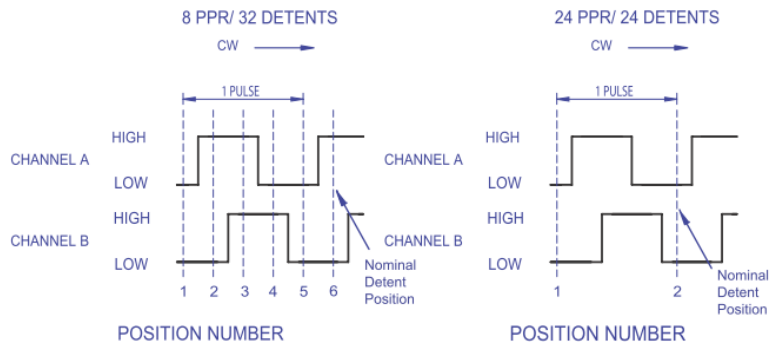 8 PPR/ 32 DETENTS
CW
1 PULSE
CHANNEL A
HIGH
LOW
CHANNEL B
HIGH
LOW
1 2 3 4 5 6
Nominal
Detent
Position
POSITION NUMBER
24 PPR/ 24 DETENTS
CW
1 PULSE
CHANNEL A
HIGH
LOW
CHANNEL B
HIGH
LOW
1 2
Nominal
Detent
Position
POSITION NUMBER